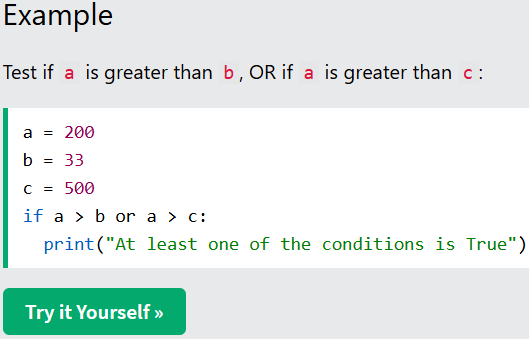 Example
Test if a is greater than b, OR if a is greater than c:
a = 200
b = 33
c = 500
if a > b or a > c:
  print("At least one of the conditions is True")
Try it Yourself »